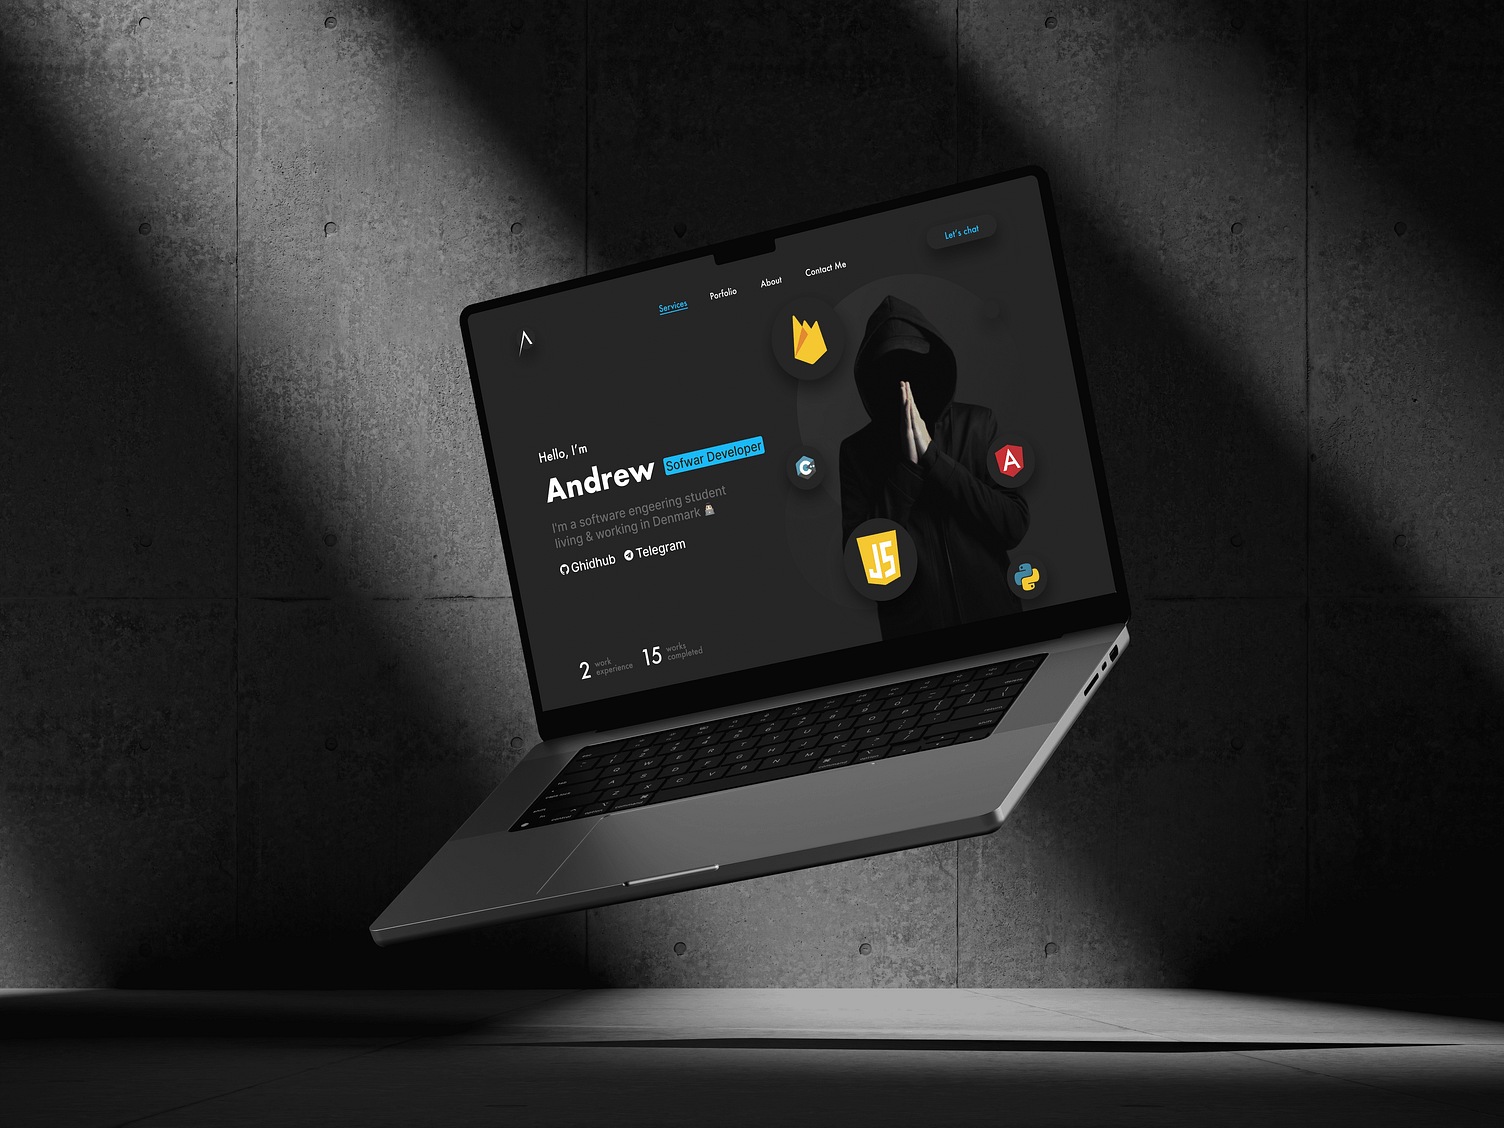 Let's chat
Services Porfolio About Contact Me
Hello, I'm
Andrew Sofwar Developer
I'm a software engeering student
living & working in Denmark
Ghidhub Telegram
2 work experience 15 works completed
JS
A
C